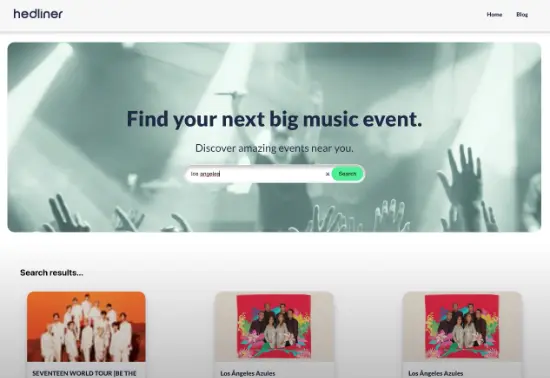 hedliner
Home
Blog
Find your next big music event.
Discover amazing events near you.
los angeles
Search
Search results...
SEVENTEEN WORLD TOUR [BE THE
Los Ángeles Azules
Los Ángeles Azules